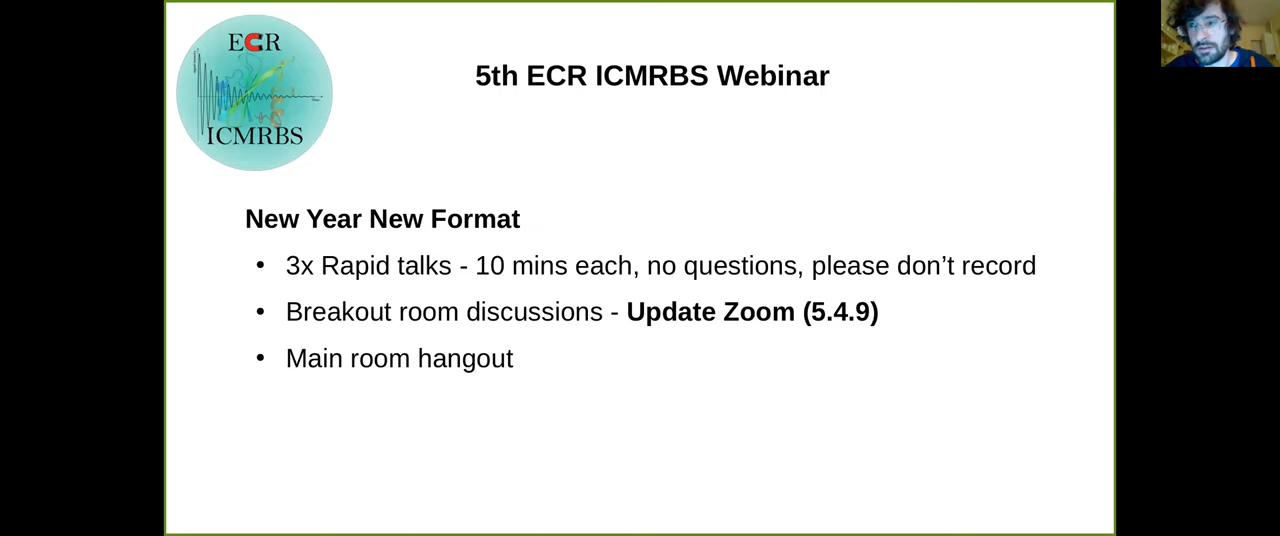 ECR
5th ECR ICMRBS Webinar
ICMRBS
New Year New Format
• 3x Rapid talks - 10 mins each, no questions, please don’t record
• Breakout room discussions - Update Zoom (5.4.9)
• Main room hangout